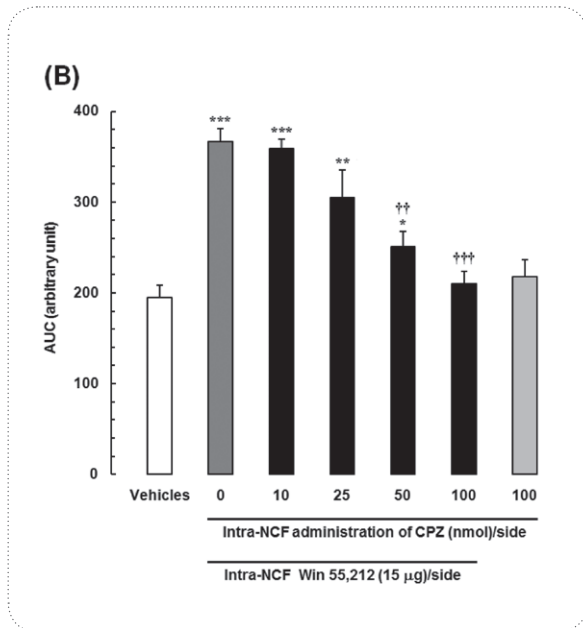 (B)
400
300
200
100
0
AUC (arbitrary unit)
***
***
**
††
*
†††
Vehicles 0 10 25 50 100 100
Intra-NCF administration of CPZ (nmol)/side
Intra-NCF Win 55,212 (15 µg)/side